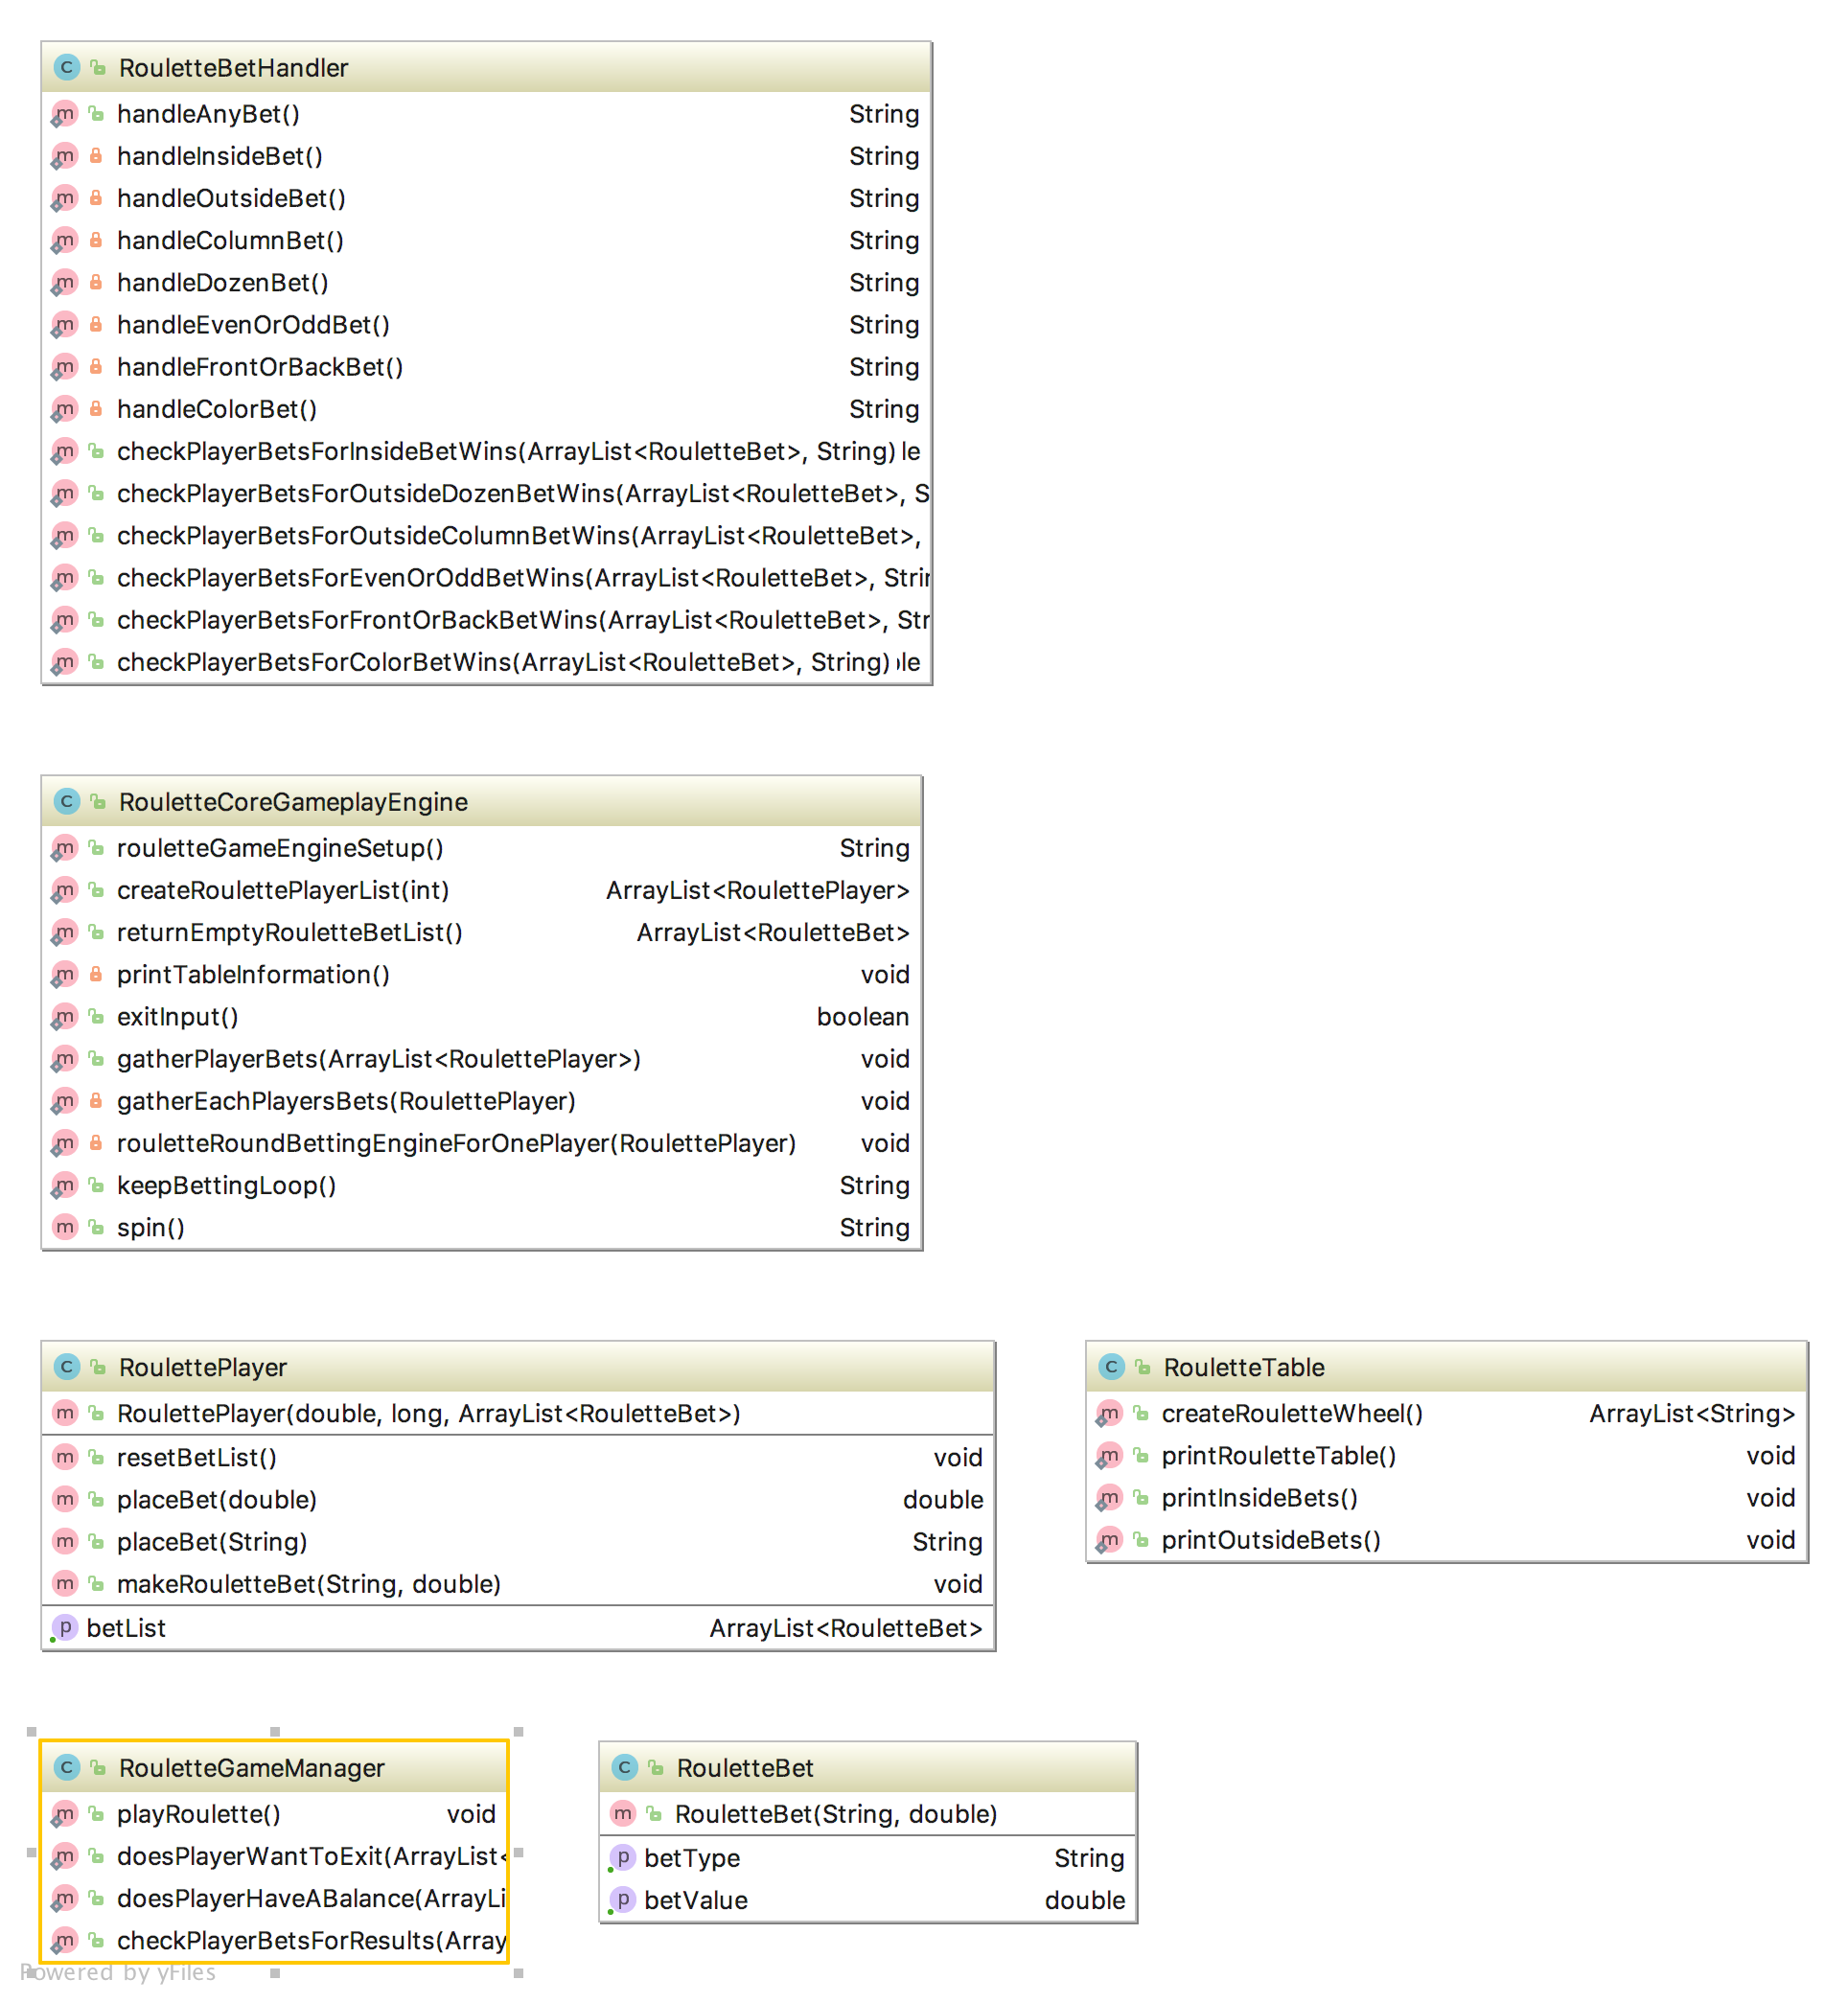 RouletteBetHandler
handleAnyBet() String
handleInsideBet() String
handleOutsideBet() String
handleColumnBet() String
handleDozenBet() String
handleEvenOrOddBet() String
handleFrontOrBackBet() String
handleColorBet() String
checkPlayerBetsForInsideBetWins(ArrayList<RouletteBet>, String) le
checkPlayerBetsForOutsideDozenBetWins(ArrayList<RouletteBet>, S
checkPlayerBetsForOutsideColumnBetWins(ArrayList<RouletteBet>,
checkPlayerBetsForEvenOrOddBetWins(ArrayList<RouletteBet>, Strin
checkPlayerBetsForFrontOrBackBetWins(ArrayList<RouletteBet>, Str
checkPlayerBetsForColorBetWins(ArrayList<RouletteBet>, String) le
RouletteCoreGameplayEngine
rouletteGameEngineSetup() String
createRoulettePlayerList(int) ArrayList<RoulettePlayer>
returnEmptyRouletteBetList() ArrayList<RouletteBet>
printTableInformation() void
exitInput() boolean
gatherPlayerBets(ArrayList<RoulettePlayer>) void
gatherEachPlayersBets(RoulettePlayer) void
rouletteRoundBettingEngineForOnePlayer(RoulettePlayer) void
keepBettingLoop() String
spin() String
RoulettePlayer
RoulettePlayer(double, long, ArrayList<RouletteBet>)
resetBetList() void
placeBet(double) double
placeBet(String) String
makeRouletteBet(String, double) void
betList ArrayList<RouletteBet>
RouletteTable
createRouletteWheel() ArrayList<String>
printRouletteTable() void
printInsideBets() void
printOutsideBets() void
RouletteGameManager
playRoulette() void
doesPlayerWantToExit(ArrayList<
doesPlayerHaveABalance(ArrayLi
checkPlayerBetsForResults(Array
RouletteBet
RouletteBet(String, double)
betType String
betValue double
Powered by yFiles